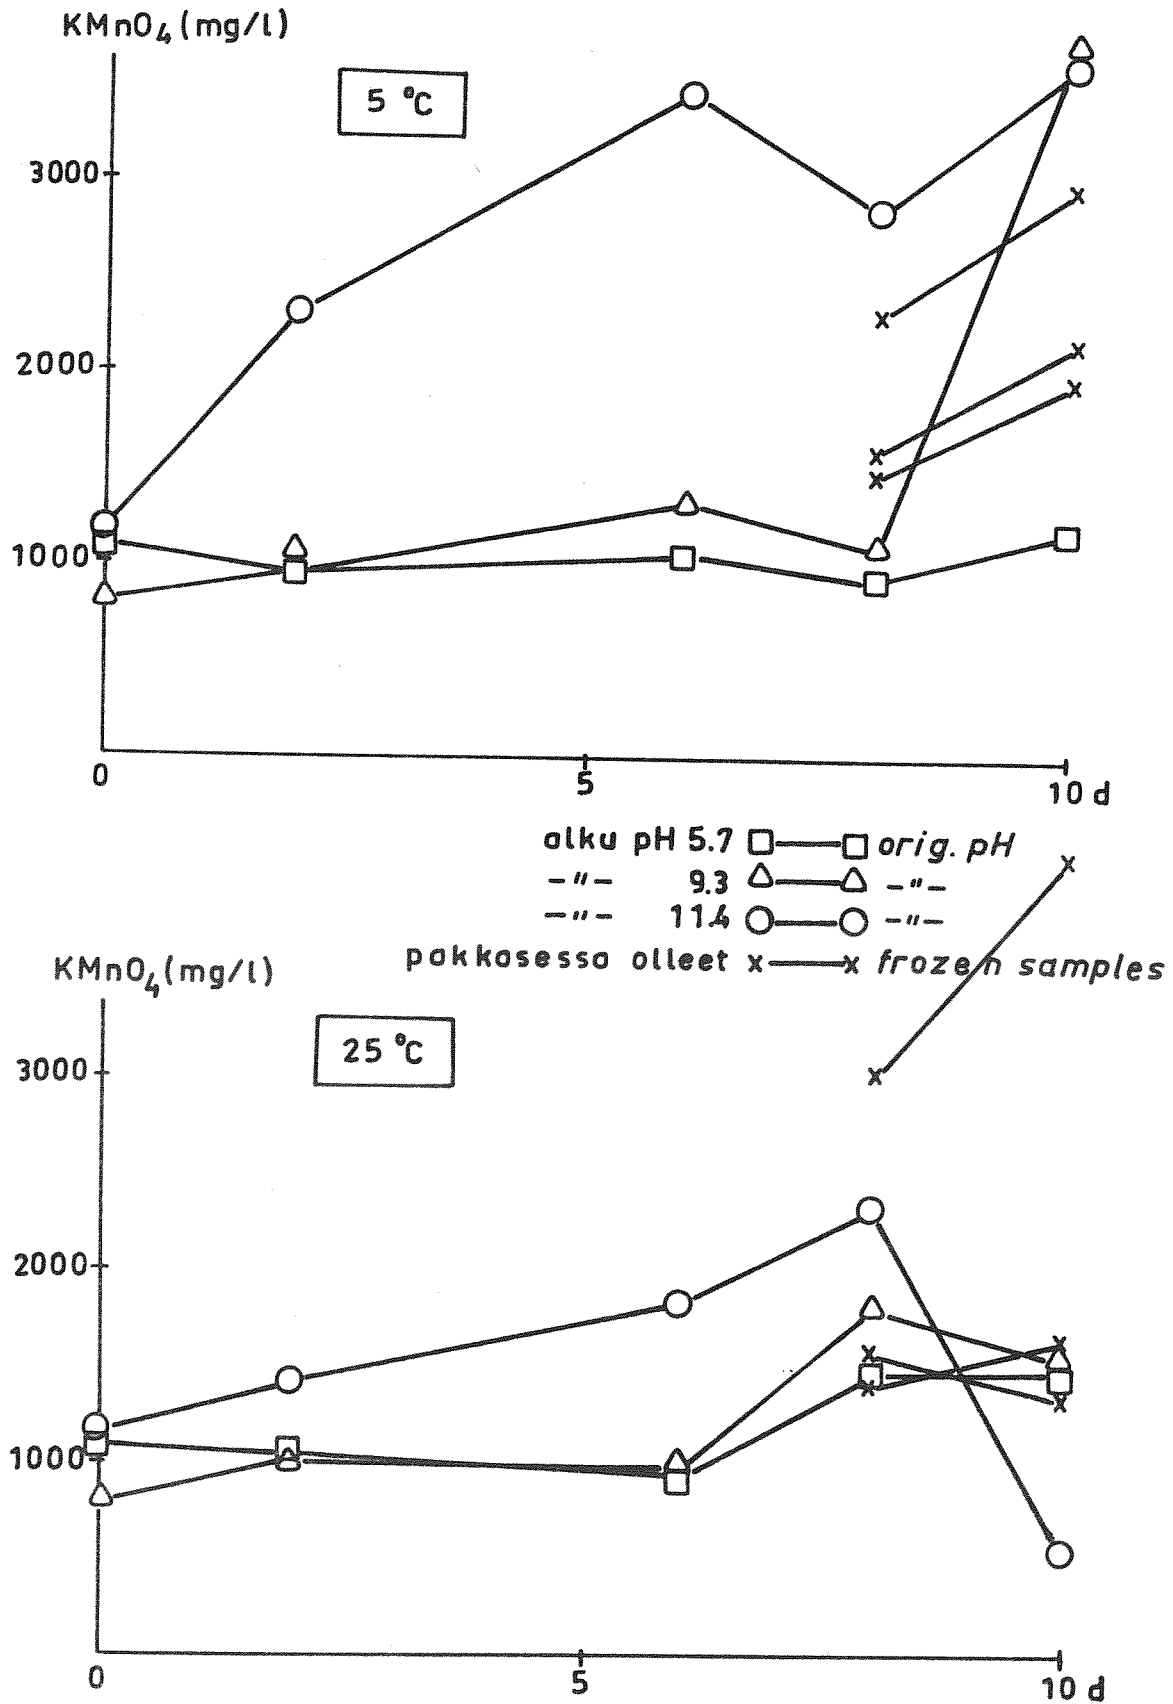 KMnO4 (mg/l)
5 °C
3000
2000
1000
0 5 10 d
alku pH 5.7 orig. pH
-"- 9.3 -"-
-"- 11.4 -"-
pakkasessa olleet x—x frozen samples
KMnO4 (mg/l)
25 °C
3000
2000
1000
0 5 10 d